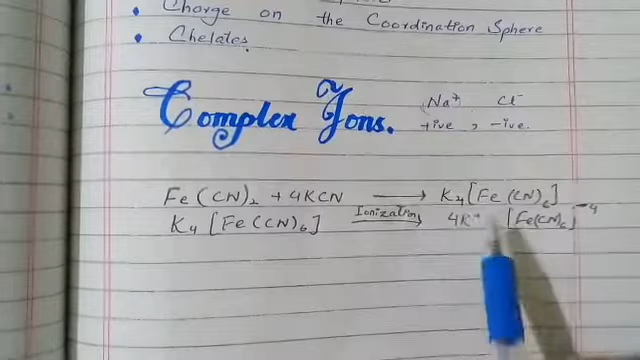 • Charge on the Coordination Sphere
• Chelates.
Complex Ions.
Na⁺ Cl⁻
+ive , -ive.
Fe(CN)₂ + 4KCN ⟶ K₄[Fe(CN)₆]
K₄[Fe(CN)₆] Ionization⟶ 4K⁺ [Fe(CN)₆]⁻⁴